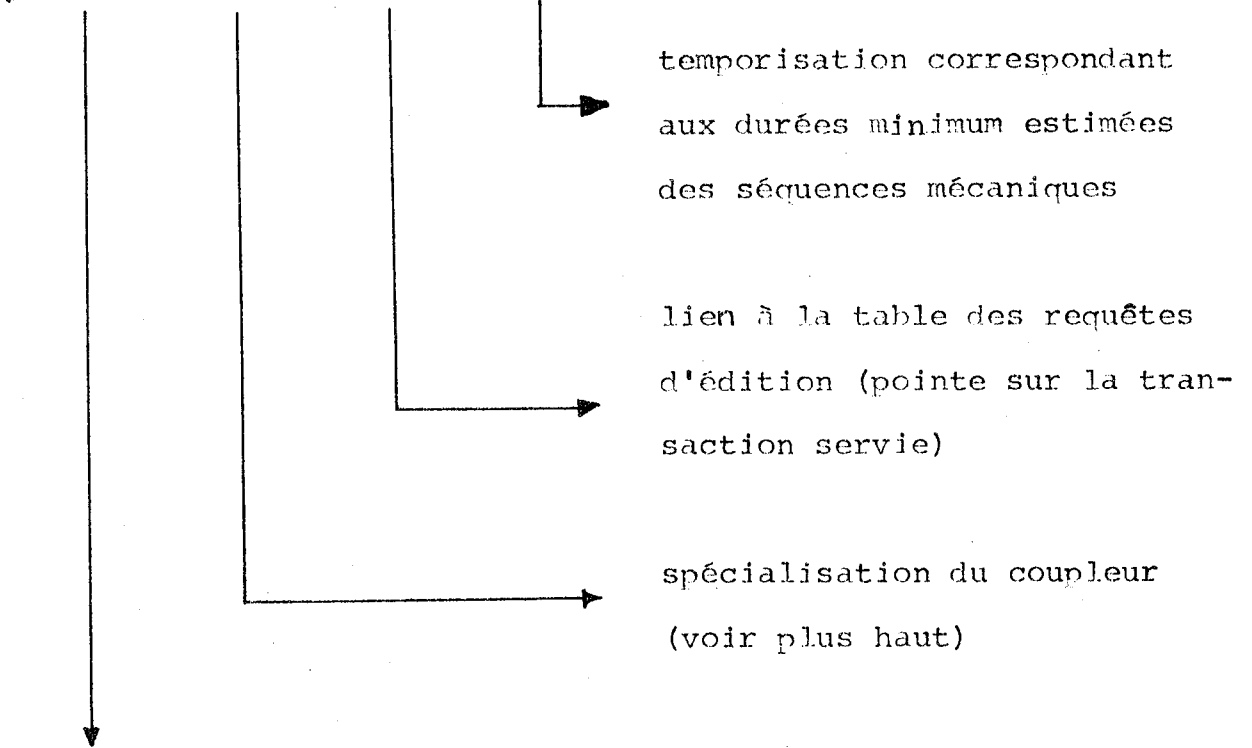 temporisation correspondant
aux durées minimum estimées
des séquences mécaniques
lien à la table des requêtes
d'édition (pointe sur la tran-
saction servie)
spécialisation du coupleur
(voir plus haut)